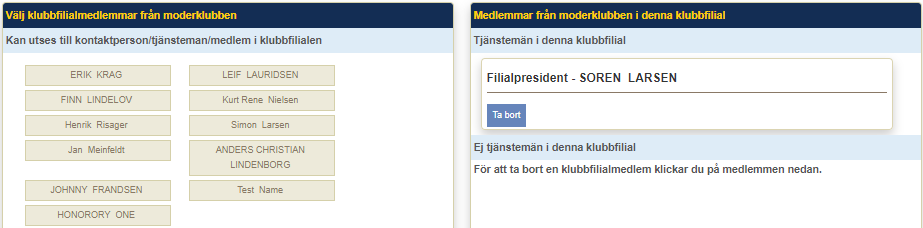 Välj klubbfilialmedlemmar från moderklubben
Kan utses till kontaktperson/tjänsteman/medlem i klubbfilialen
ERIK KRAG
LEIF LAURIDSEN
FINN LINDELOV
Kurt Rene Nielsen
Henrik Risager
Simon Larsen
Jan Meinfeldt
ANDERS CHRISTIAN
LINDENBORG
JOHNNY FRANDSEN
Test Name
HONORORY ONE
Medlemmar från moderklubben i denna klubbfilial
Tjänstemän i denna klubbfilial
Filialpresident - SOREN LARSEN
Ta bort
Ej tjänstemän i denna klubbfilial
För att ta bort en klubbfilialmedlem klickar du på medlemmen nedan.